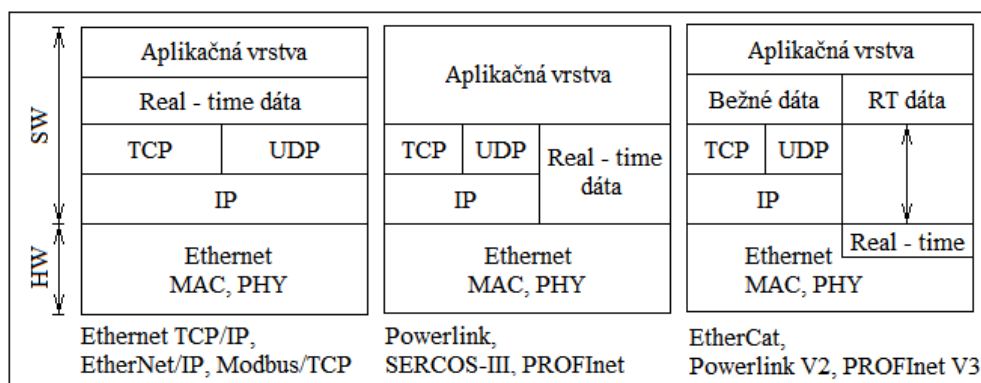 SW
HW
Aplikačná vrstva
Real - time dáta
TCP
UDP
IP
Ethernet
MAC, PHY
Ethernet TCP/IP,
EtherNet/IP, Modbus/TCP
Aplikačná vrstva
TCP
UDP
Real - time
dáta
IP
Ethernet
MAC, PHY
Powerlink,
SERCOS-III, PROFInet
Aplikačná vrstva
Bežné dáta
RT dáta
TCP
UDP
IP
Real - time
Ethernet
MAC, PHY
EtherCat,
Powerlink V2, PROFInet V3